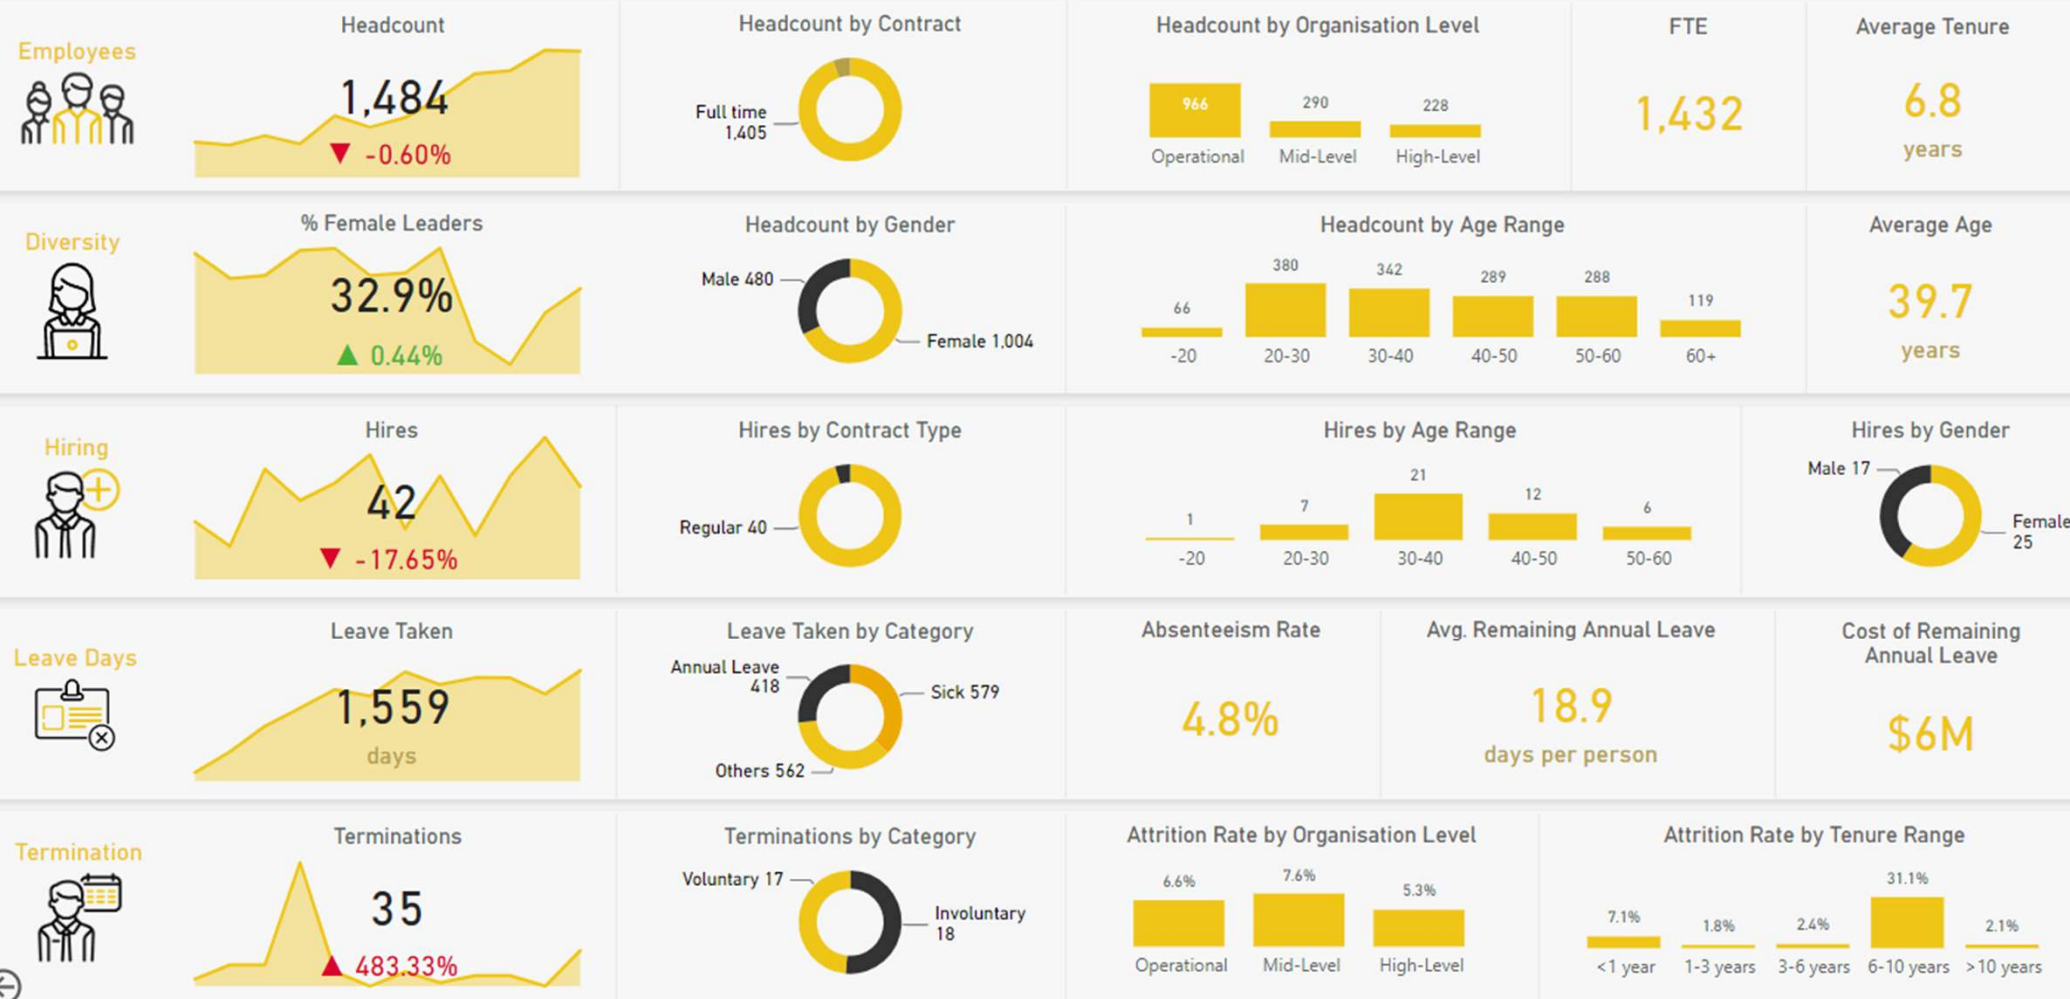 Employees
Headcount
1,484
-0.60%
Headcount by Contract
Full time
1,405
Headcount by Organisation Level
966
290
228
Operational
Mid-Level
High-Level
FTE
1,432
Average Tenure
6.8
years
Diversity
% Female Leaders
32.9%
0.44%
Headcount by Gender
Male 480
Female 1,004
Headcount by Age Range
66
380
342
289
288
119
-20
20-30
30-40
40-50
50-60
60+
Average Age
39.7
years
Hiring
Hires
42
-17.65%
Hires by Contract Type
Regular 40
Hires by Age Range
1
7
21
12
6
-20
20-30
30-40
40-50
50-60
Hires by Gender
Male 17
Female
25
Leave Days
Leave Taken
1,559
days
Leave Taken by Category
Annual Leave
418
Sick 579
Others 562
Absenteeism Rate
4.8%
Avg. Remaining Annual Leave
18.9
days per person
Cost of Remaining
Annual Leave
$6M
Termination
Terminations
35
483.33%
Terminations by Category
Voluntary 17
Involuntary
18
Attrition Rate by Organisation Level
6.6%
7.6%
5.3%
Operational
Mid-Level
High-Level
Attrition Rate by Tenure Range
7.1%
1.8%
2.4%
31.1%
2.1%
<1 year
1-3 years
3-6 years
6-10 years
>10 years